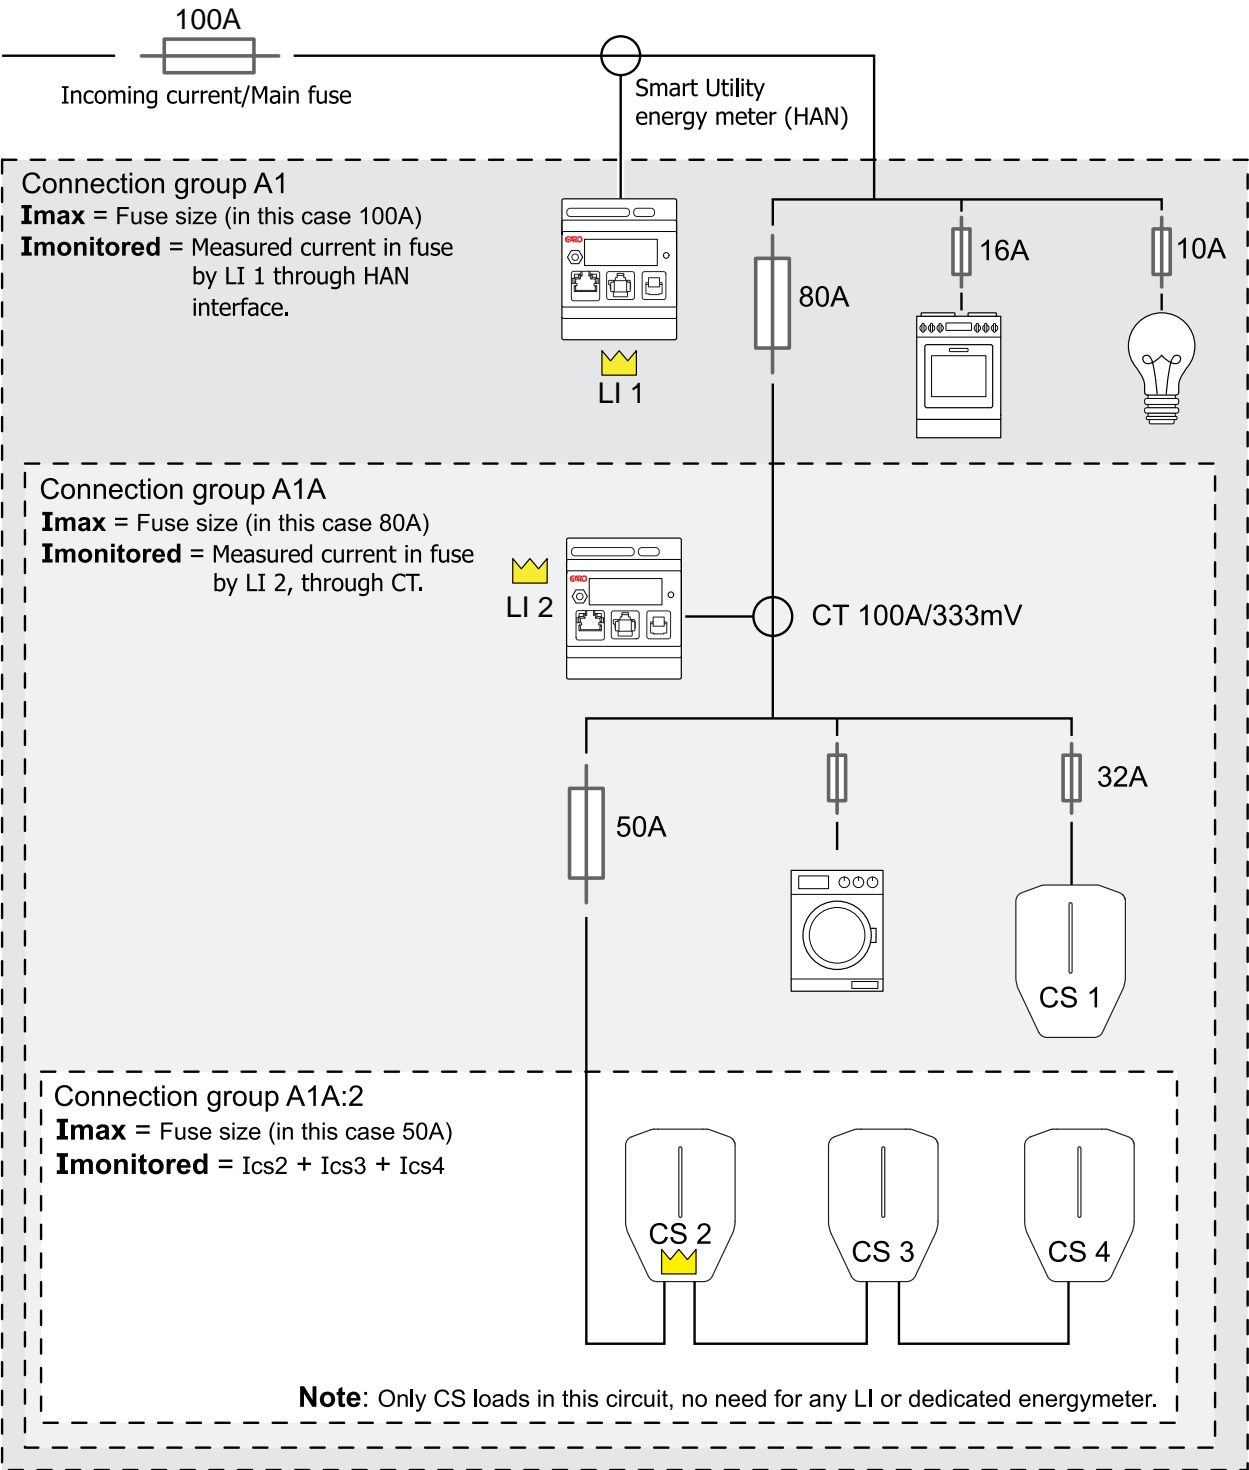 100A
Incoming current/Main fuse
Smart Utility
energy meter (HAN)
Connection group A1
Imax = Fuse size (in this case 100A)
Imonitored = Measured current in fuse
by LI 1 through HAN
interface.
GARO
LI 1
80A
16A
10A
Connection group A1A
Imax = Fuse size (in this case 80A)
Imonitored = Measured current in fuse
by LI 2, through CT.
GARO
LI 2
CT 100A/333mV
50A
32A
CS 1
Connection group A1A:2
Imax = Fuse size (in this case 50A)
Imonitored = Ics2 + Ics3 + Ics4
CS 2
CS 3
CS 4
Note: Only CS loads in this circuit, no need for any LI or dedicated energymeter.